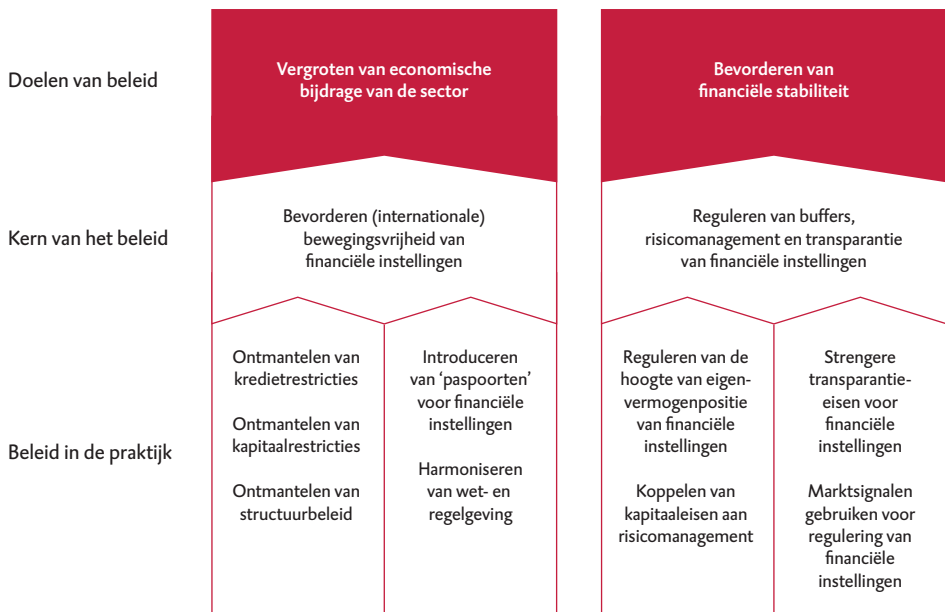 Doelen van beleid
Vergroten van economische
bijdrage van de sector
Bevorderen van
financiële stabiliteit
Kern van het beleid
Bevorderen (internationale)
bewegingsvrijheid van
financiële instellingen
Reguleren van buffers,
risicomanagement en transparantie
van financiële instellingen
Beleid in de praktijk
Ontmantelen van
kredietrestricties
Ontmantelen van
kapitaalrestricties
Ontmantelen van
structuurbeleid
Introduceren
van ‘paspoorten’
voor financiële
instellingen
Harmoniseren
van wet- en
regelgeving
Reguleren van de
hoogte van eigen-
vermogenpositie
van financiële
instellingen
Koppelen van
kapitaaleisen aan
risicomanagement
Strengere
transparantie-
eisen voor
financiële
instellingen
Marktsignalen
gebruiken voor
regulering van
financiële
instellingen